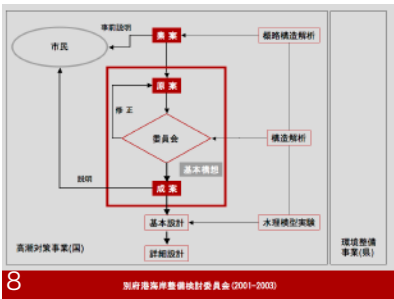 事前説明
市民
素案
概略構造解析
原案
修正
委員会
構造解析
基本構想
説明
成案
基本設計
水理模型実験
詳細設計
高潮対策事業(国)
環境整備
事業(県)
8
別府港海岸整備検討委員会(2001-2003)